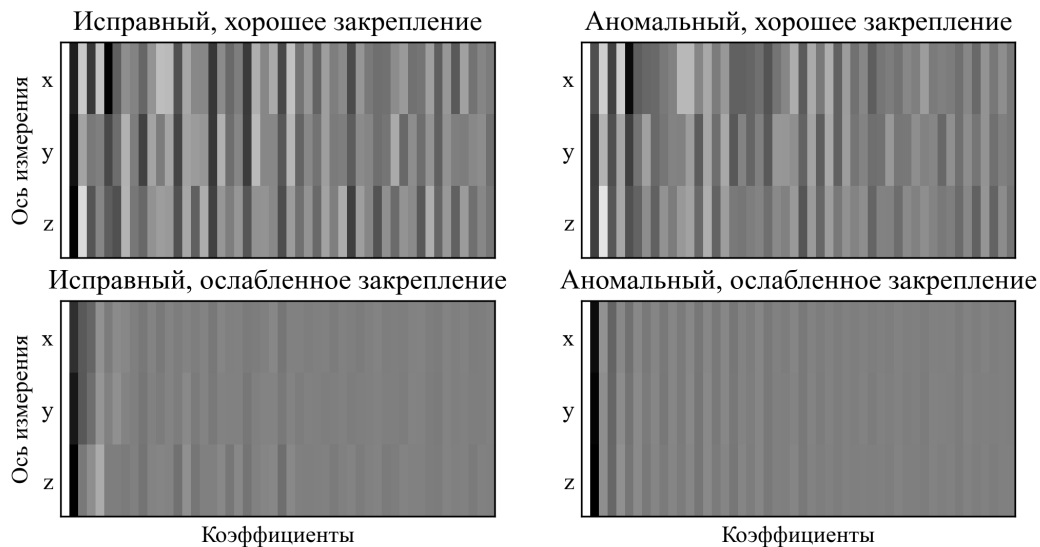 Исправный, хорошее закрепление
Аномальный, хорошее закрепление
Ось измерения
x
y
z
x
y
z
Исправный, ослабленное закрепление
Аномальный, ослабленное закрепление
Ось измерения
x
y
z
x
y
z
Коэффициенты
Коэффициенты